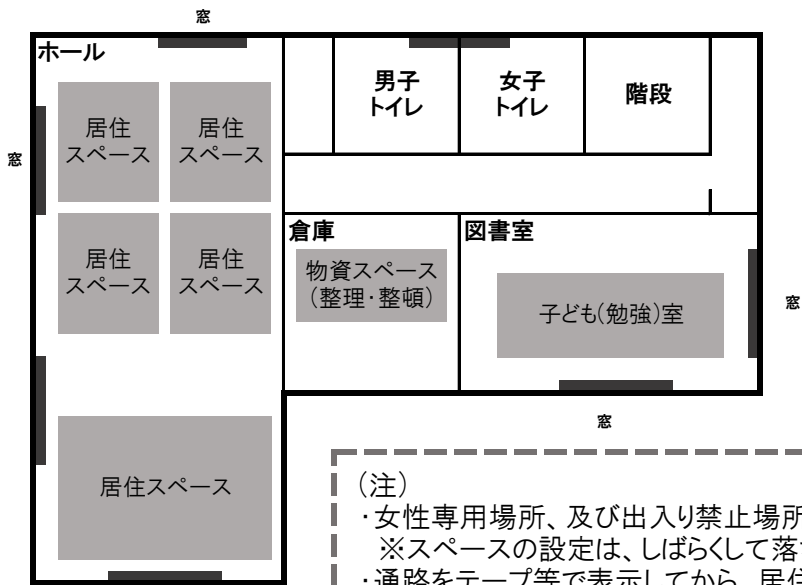 窓
ホール
男子
トイレ
女子
トイレ
階段
居住
スペース
居住
スペース
窓
居住
スペース
居住
スペース
倉庫
物資スペース
(整理・整頓)
図書室
子ども(勉強)室
窓
窓
居住スペース
(注)
・女性専用場所、及び出入り禁止場所
※スペースの設定は、しばらくして落
・通路をテープ等で表示してから、居住